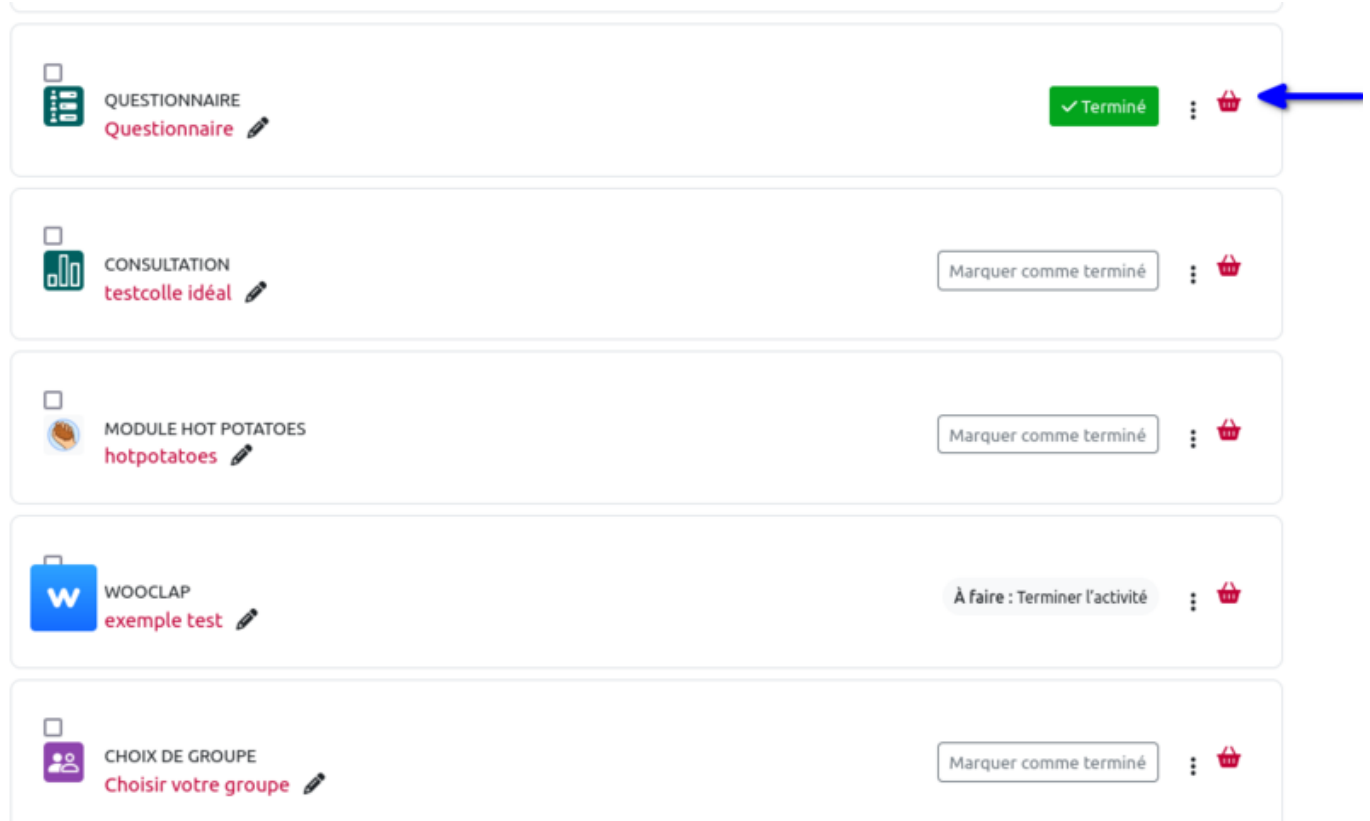 QUESTIONNAIRE
Questionnaire
✓ Terminé
CONSULTATION
testcolle idéal
Marquer comme terminé
MODULE HOT POTATOES
hotpotatoes
Marquer comme terminé
w
WOOCLAP
exemple test
À faire : Terminer l'activité
CHOIX DE GROUPE
Choisir votre groupe
Marquer comme terminé